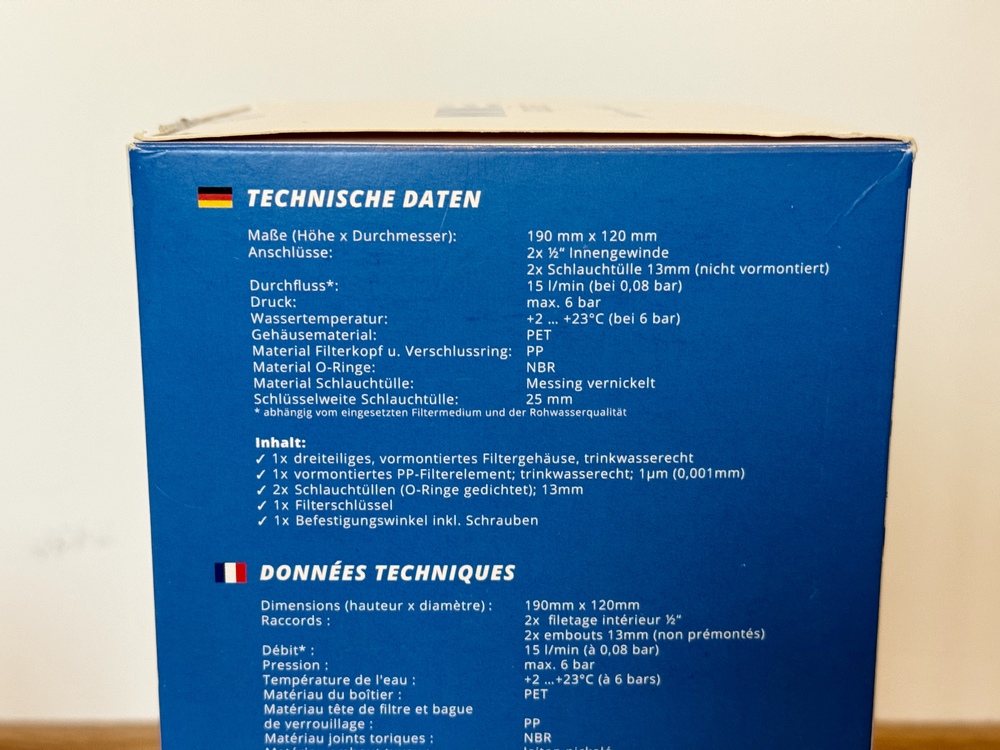 TECHNISCHE DATEN
Maße (Höhe x Durchmesser): 190 mm x 120 mm
Anschlüsse: 2x ½“ Innengewinde
2x Schlauchtülle 13mm (nicht vormontiert)
Durchfluss*: 15 l/min (bei 0,08 bar)
Druck: max. 6 bar
Wassertemperatur: +2 ... +23°C (bei 6 bar)
Gehäusematerial: PET
Material Filterkopf u. Verschlussring: PP
Material O-Ringe: NBR
Material Schlauchtülle: Messing vernickelt
Schlüsselweite Schlauchtülle: 25 mm
* abhängig vom eingesetzten Filtermedium und der Rohwasserqualität
Inhalt:
✓ 1x dreiteiliges, vormontiertes Filtergehäuse, trinkwasserecht
✓ 1x vormontiertes PP-Filterelement; trinkwasserecht; 1µm (0,001mm)
✓ 2x Schlauchtüllen (O-Ringe gedichtet); 13mm
✓ 1x Filterschlüssel
✓ 1x Befestigungswinkel inkl. Schrauben
DONNÉES TECHNIQUES
Dimensions (hauteur x diamètre) : 190mm x 120mm
Raccords : 2x filetage intérieur ½“
2x embouts 13mm (non prémontés)
Débit* : 15 l/min (à 0,08 bar)
Pression : max. 6 bar
Température de l'eau : +2 ...+23°C (à 6 bars)
Matériau du boîtier : PET
Matériau tête de filtre et bague
de verrouillage : PP
Matériau joints toriques : NBR